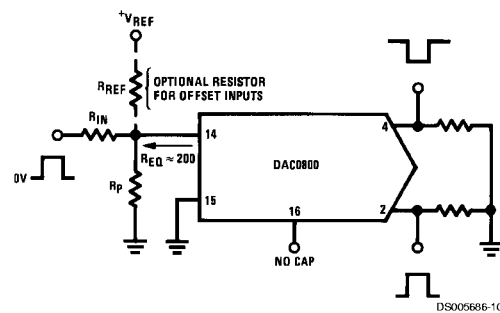 +VREF
RREF
OPTIONAL RESISTOR
FOR OFFSET INPUTS
RIN
14
REQ ≈ 200
DAC0800
4
0V
RP
15
16
2
NO CAP
DS005686-10